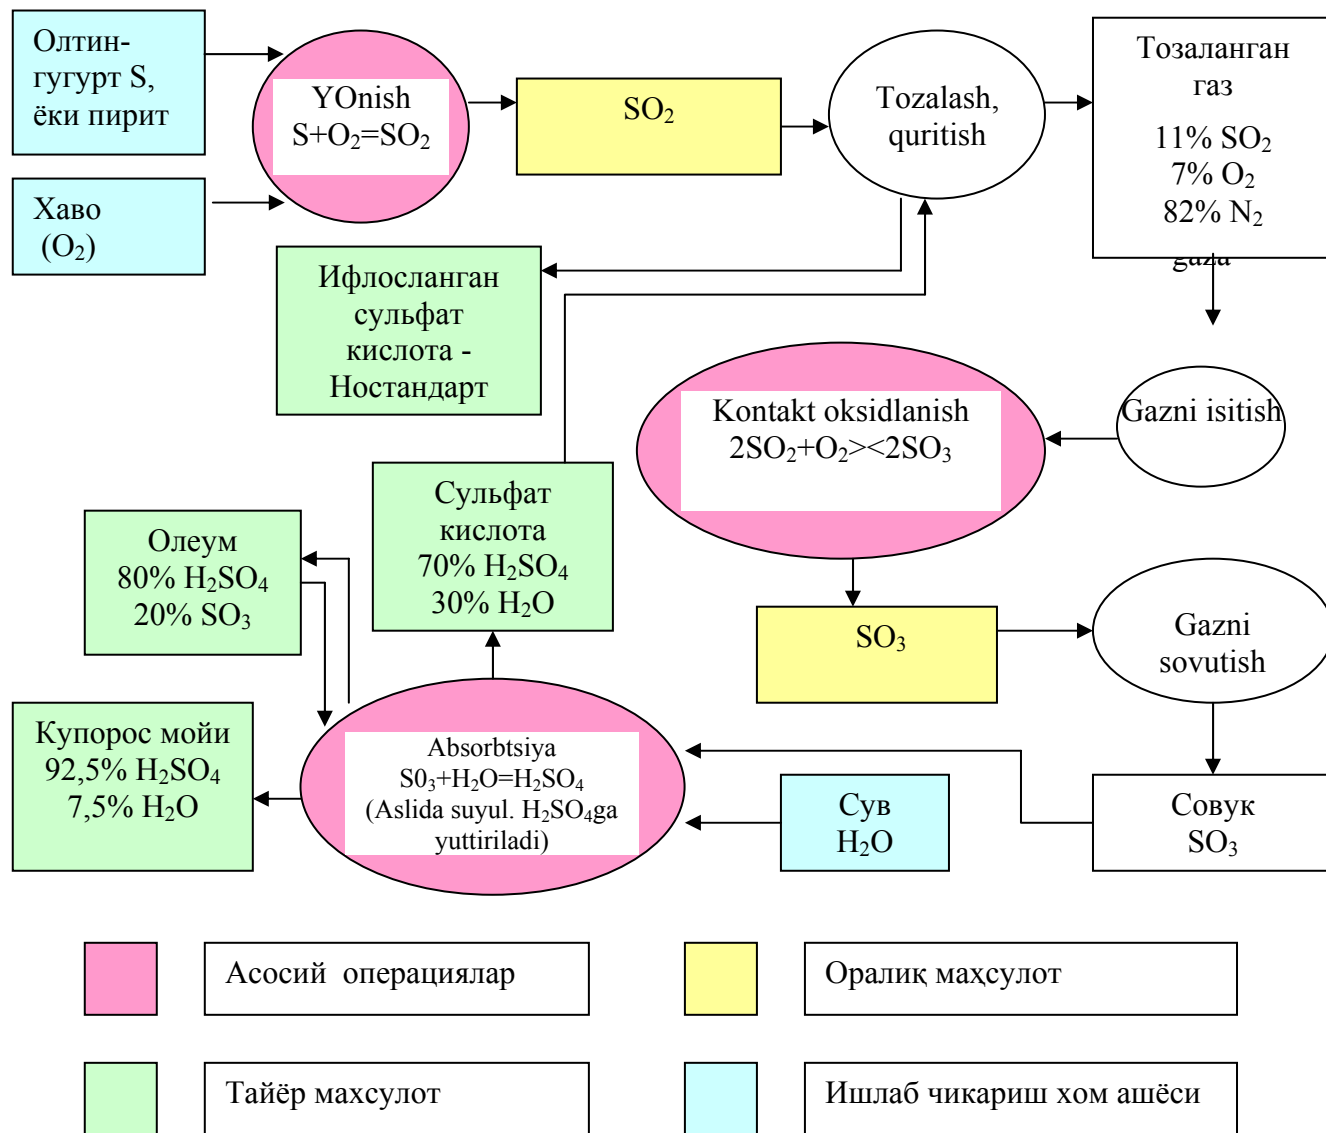 Олтин-
гугурт S,
ёки пирит
YOnish
S+O₂=SO₂
SO₂
Tozalash,
quritish
Тозаланган
газ
11% SO₂
7% O₂
82% N₂
gaza
Хаво
(O₂)
Ифлосланган
сульфат
кислота -
Ностандарт
Kontakt oksidlanish
2SO₂+O₂><2SO₃
Gazni isitish
Сульфат
кислота
70% H₂SO₄
30% H₂O
Олеум
80% H₂SO₄
20% SO₃
SO₃
Gazni
sovutish
Купорос мойи
92,5% H₂SO₄
7,5% H₂O
Absorbtsiya
S0₃+H₂O=H₂SO₄
(Aslida suyul. H₂SO₄ga
yuttiriladi)
Сув
H₂O
Совук
SO₃
Асосий операциялар
Оралиқ маҳсулот
Тайёр махсулот
Ишлаб чикариш хом ашёси